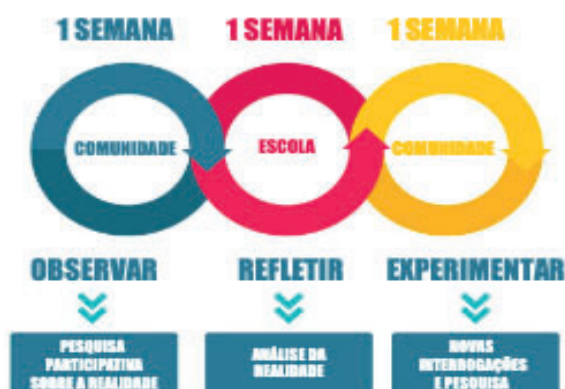 1 SEMANA 1 SEMANA 1 SEMANA
COMUNIDADE ESCOLA COMUNIDADE
OBSERVAR REFLETIR EXPERIMENTAR
PESQUISA
PARTICIPATIVA
SOBRE A REALIDADE
ANÁLISE DA
REALIDADE
NOVAS
INTERROGAÇÕES
E PESQUISA